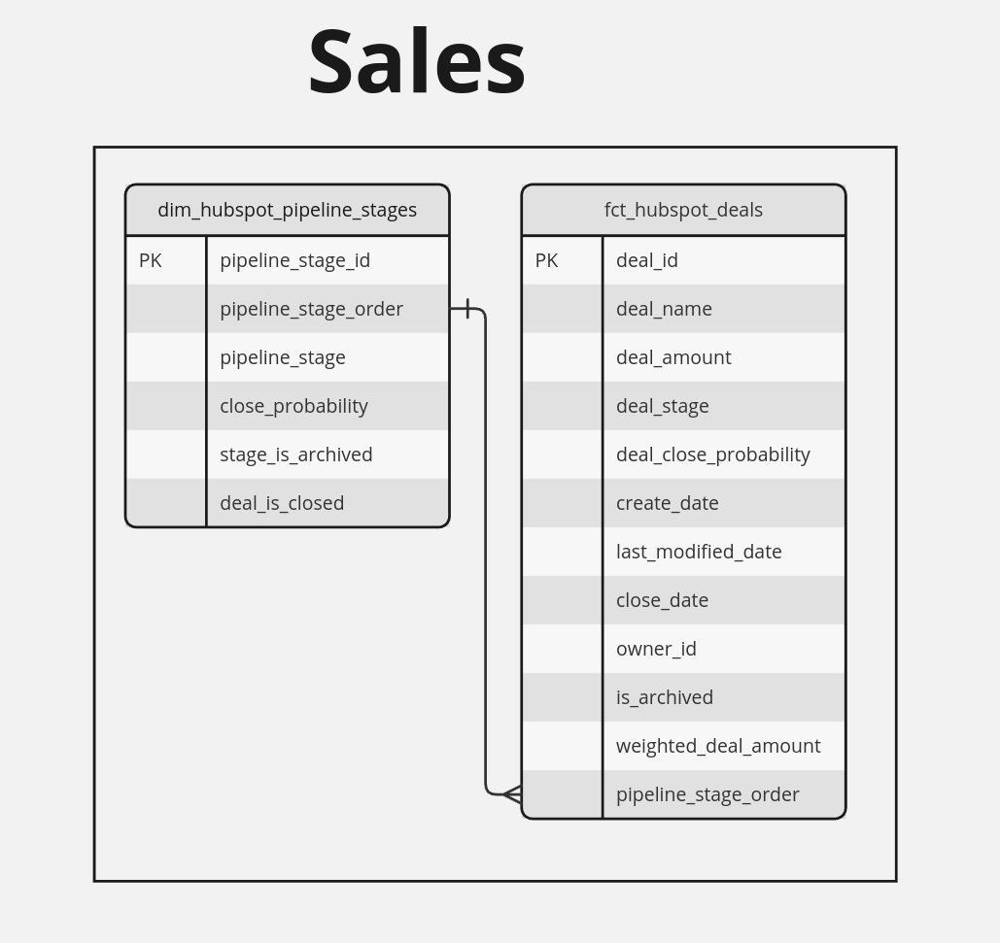 Sales
dim_hubspot_pipeline_stages
PK pipeline_stage_id
pipeline_stage_order
pipeline_stage
close_probability
stage_is_archived
deal_is_closed
fct_hubspot_deals
PK deal_id
deal_name
deal_amount
deal_stage
deal_close_probability
create_date
last_modified_date
close_date
owner_id
is_archived
weighted_deal_amount
pipeline_stage_order